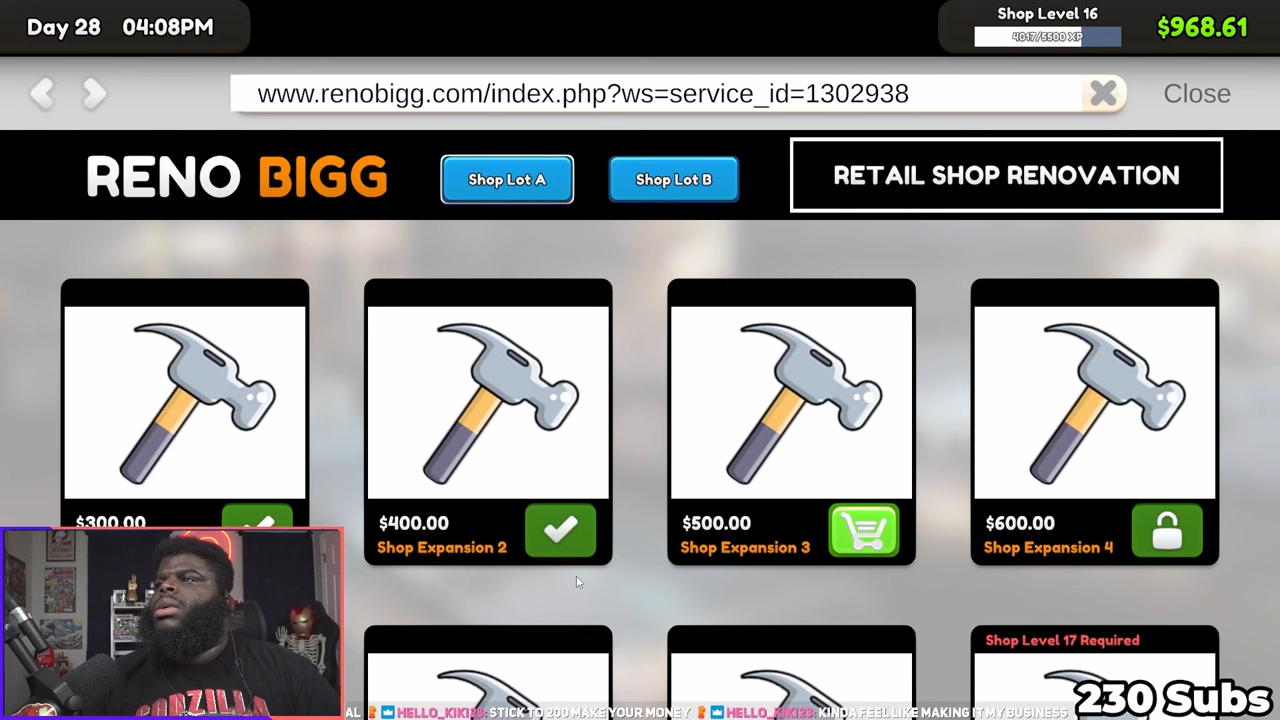 Day 28 04:08PM
Shop Level 16
4017/5500 XP
$968.61
www.renobigg.com/index.php?ws=service_id=1302938
Close
RENO BIGG
Shop Lot A
Shop Lot B
RETAIL SHOP RENOVATION
$300.00
$400.00
Shop Expansion 2
$500.00
Shop Expansion 3
$600.00
Shop Expansion 4
Shop Level 17 Required
GODZILLA
230 Subs
AL HELLO_KIKI23: STICK TO 200 MAKE YOUR MONEY HELLO_KIKI23: KINDA FEEL LIKE MAKING IT MY BUSINESS